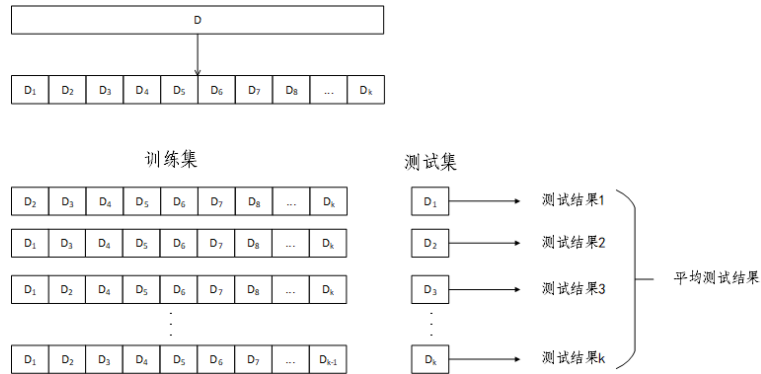 D
D₁ D₂ D₃ D₄ D₅ D₆ D₇ D₈ ... Dₖ
训练集 测试集
D₂ D₃ D₄ D₅ D₆ D₇ D₈ ... Dₖ D₁ 测试结果1
D₁ D₃ D₄ D₅ D₆ D₇ D₈ ... Dₖ D₂ 测试结果2
平均测试结果
D₁ D₂ D₄ D₅ D₆ D₇ D₈ ... Dₖ D₃ 测试结果3
D₁ D₂ D₃ D₄ D₅ D₆ D₇ ... Dₖ₋₁ Dₖ 测试结果k